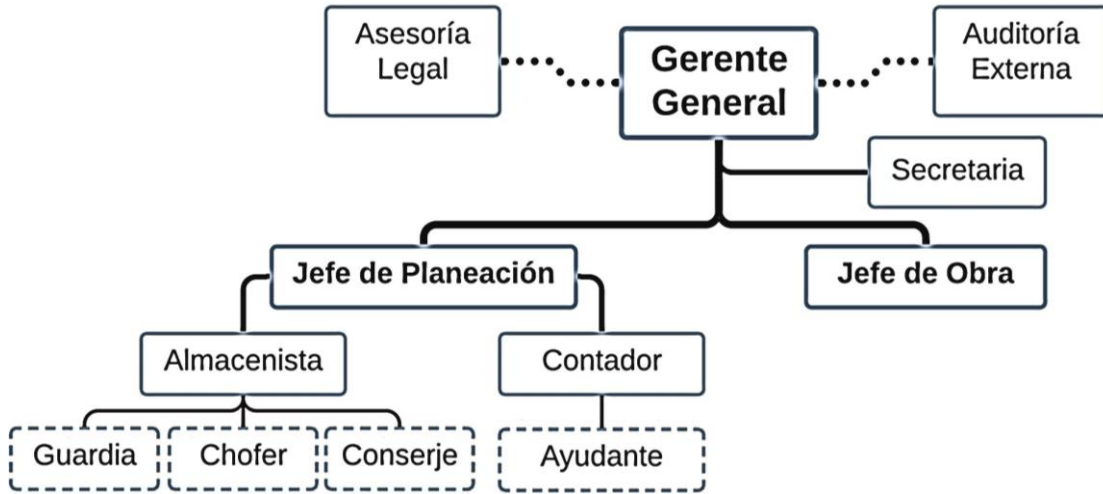 Asesoría
Legal
Gerente
General
Auditoría
Externa
Secretaria
Jefe de Planeación
Jefe de Obra
Almacenista
Contador
Guardia
Chofer
Conserje
Ayudante